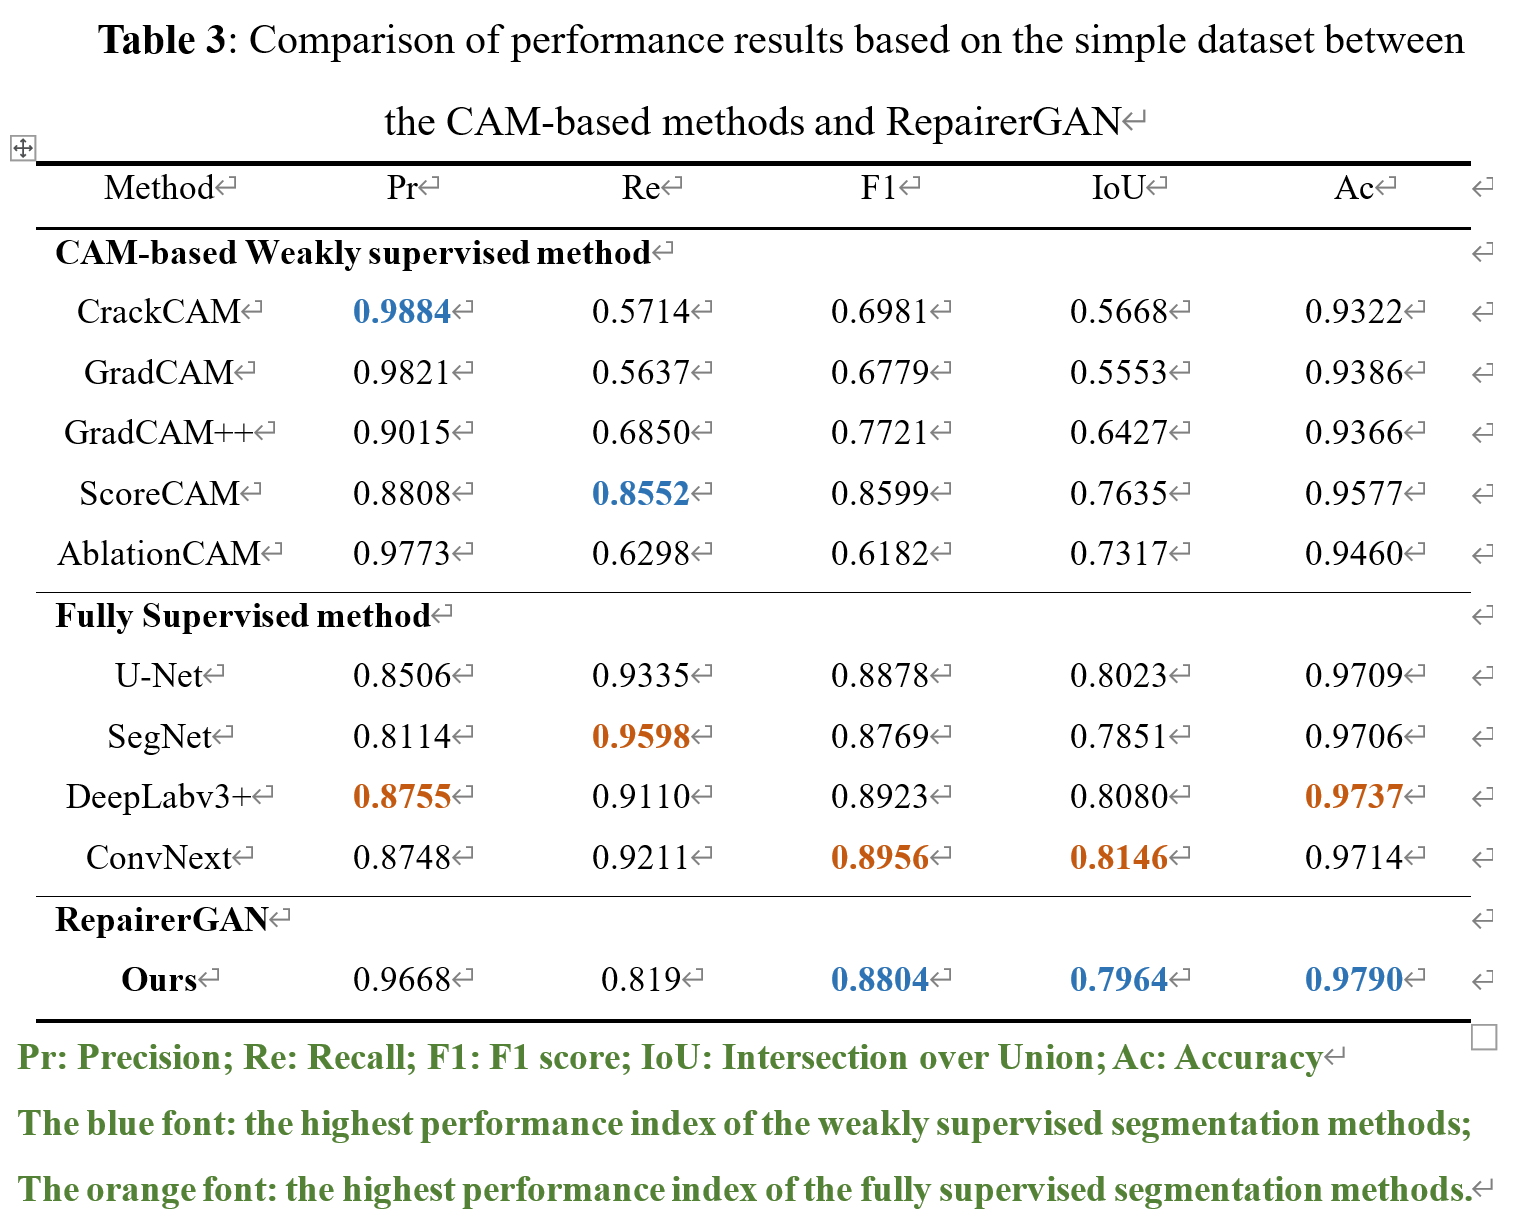 Table 3: Comparison of performance results based on the simple dataset between
the CAM-based methods and RepairerGAN
Method Pr Re F1 IoU Ac
CAM-based Weakly supervised method
CrackCAM 0.9884 0.5714 0.6981 0.5668 0.9322
GradCAM 0.9821 0.5637 0.6779 0.5553 0.9386
GradCAM++ 0.9015 0.6850 0.7721 0.6427 0.9366
ScoreCAM 0.8808 0.8552 0.8599 0.7635 0.9577
AblationCAM 0.9773 0.6298 0.6182 0.7317 0.9460
Fully Supervised method
U-Net 0.8506 0.9335 0.8878 0.8023 0.9709
SegNet 0.8114 0.9598 0.8769 0.7851 0.9706
DeepLabv3+ 0.8755 0.9110 0.8923 0.8080 0.9737
ConvNext 0.8748 0.9211 0.8956 0.8146 0.9714
RepairerGAN
Ours 0.9668 0.819 0.8804 0.7964 0.9790
Pr: Precision; Re: Recall; F1: F1 score; IoU: Intersection over Union; Ac: Accuracy
The blue font: the highest performance index of the weakly supervised segmentation methods;
The orange font: the highest performance index of the fully supervised segmentation methods.